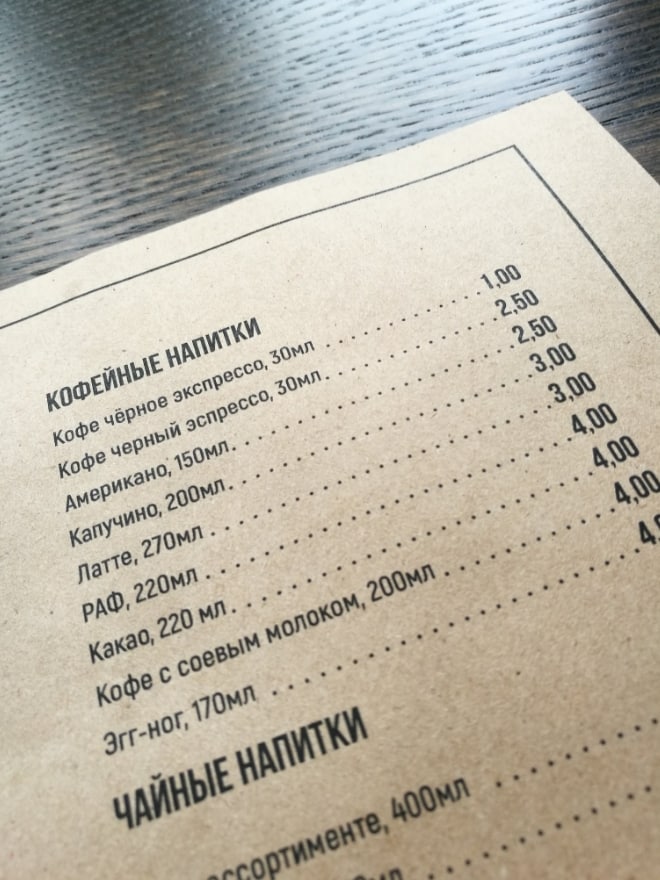 КОФЕЙНЫЕ НАПИТКИ
Кофе чёрное экспрессо, 30мл 1,00
Кофе черный эспрессо, 30мл 2,50
Американо, 150мл 2,50
Капучино, 200мл 3,00
Латте, 270мл 3,00
РАФ, 220мл 4,00
Какао, 220 мл 4,00
Кофе с соевым молоком, 200мл 4,00
Эгг-ног, 170мл
ЧАЙНЫЕ НАПИТКИ
400мл